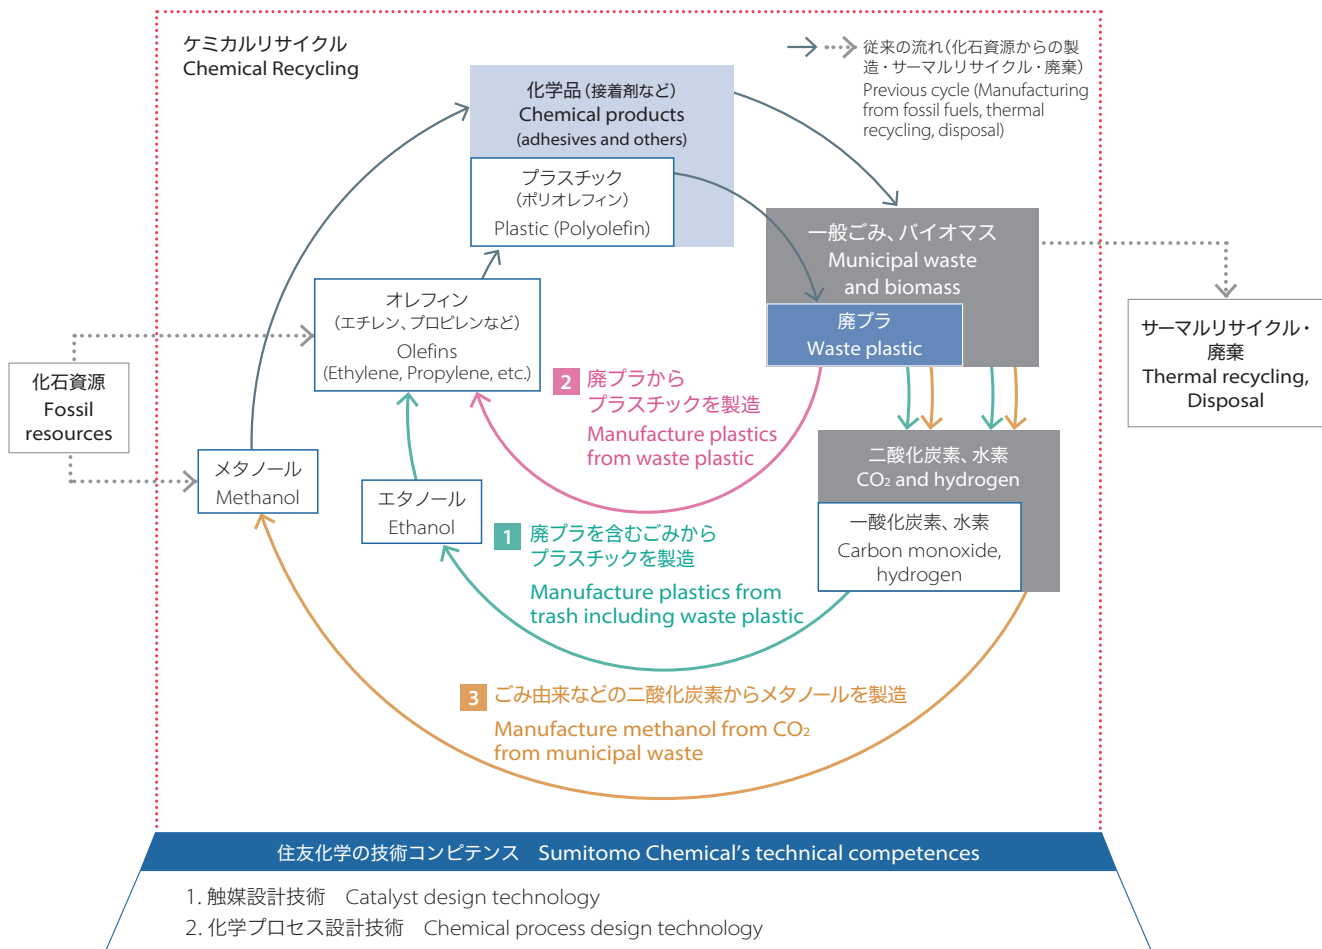 ケミカルリサイクル
Chemical Recycling
従来の流れ(化石資源からの製
造・サーマルリサイクル・廃棄)
Previous cycle (Manufacturing
from fossil fuels, thermal
recycling, disposal)
化学品(接着剤など)
Chemical products
(adhesives and others)
プラスチック
(ポリオレフィン)
Plastic (Polyolefin)
一般ごみ、バイオマス
Municipal waste
and biomass
廃プラ
Waste plastic
オレフィン
(エチレン、プロピレンなど)
Olefins
(Ethylene, Propylene, etc.)
サーマルリサイクル・
廃棄
Thermal recycling,
Disposal
化石資源
Fossil
resources
2 廃プラから
プラスチックを製造
Manufacture plastics
from waste plastic
メタノール
Methanol
エタノール
Ethanol
二酸化炭素、水素
CO₂ and hydrogen
一酸化炭素、水素
Carbon monoxide,
hydrogen
1 廃プラを含むごみから
プラスチックを製造
Manufacture plastics from
trash including waste plastic
3 ごみ由来などの二酸化炭素からメタノールを製造
Manufacture methanol from CO₂
from municipal waste
住友化学の技術コンピテンス Sumitomo Chemical's technical competences
1. 触媒設計技術 Catalyst design technology
2. 化学プロセス設計技術 Chemical process design technology